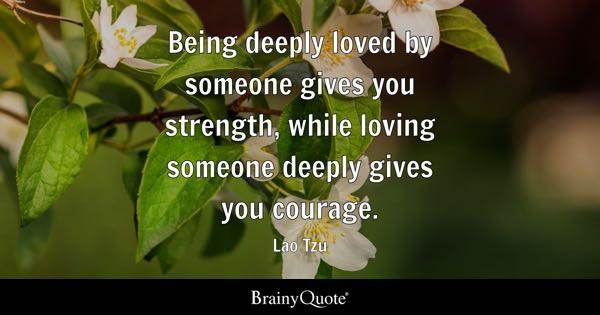 Being deeply loved by
someone gives you
strength, while loving
someone deeply gives
you courage.
Lao Tzu
BrainyQuote®